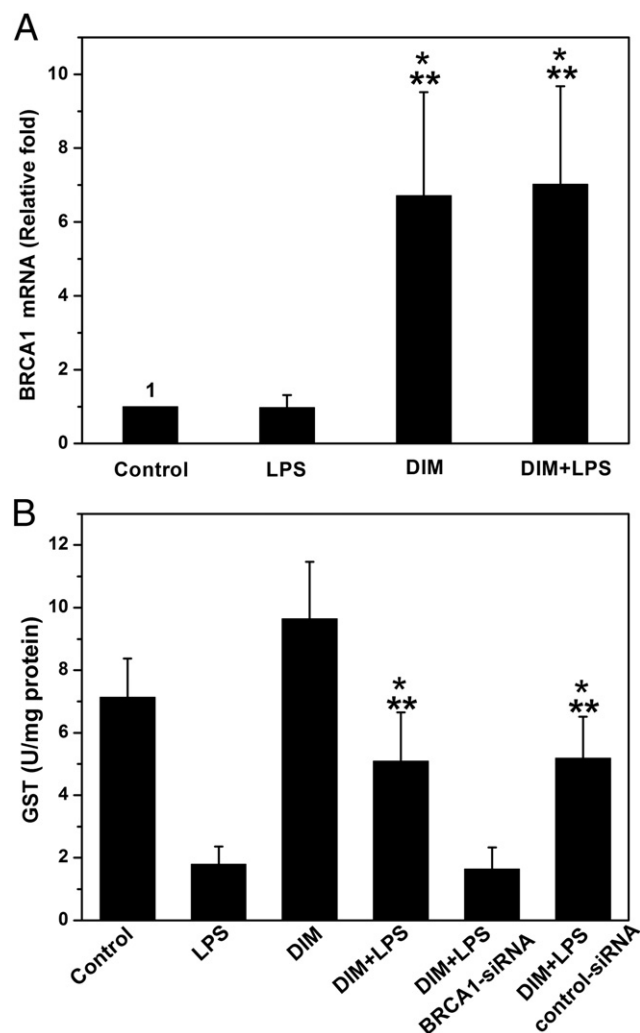 A
BRCA1 mRNA (Relative fold)
10
8
6
4
2
0
1
*
**
*
**
Control
LPS
DIM
DIM+LPS
B
GST (U/mg protein)
12
10
8
6
4
2
0
*
**
*
**
Control
LPS
DIM
DIM+LPS
DIM+LPS
BRCA1-siRNA
DIM+LPS
control-siRNA